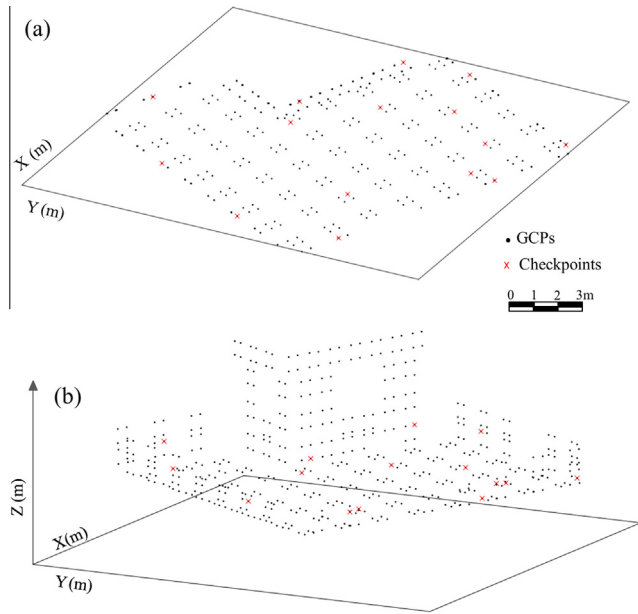 (a)
X (m)
Y (m)
GCPs
x Checkpoints
0 1 2 3m
(b)
Z (m)
X(m)
Y(m)